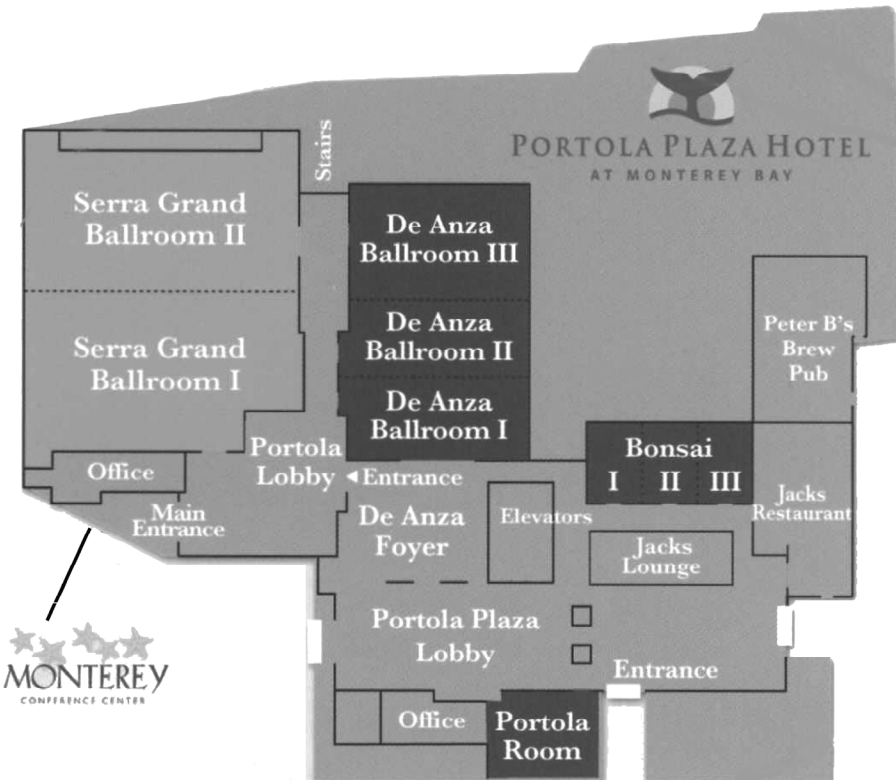 PORTOLA PLAZA HOTEL
AT MONTEREY BAY
Stairs
Serra Grand
Ballroom II
De Anza
Ballroom III
Serra Grand
Ballroom I
De Anza
Ballroom II
Peter B's
Brew
Pub
De Anza
Ballroom I
Office
Portola
Lobby
Entrance
Bonsai
I II III
Main
Entrance
De Anza
Foyer
Elevators
Jacks
Lounge
Jacks
Restaurant
Portola Plaza
Lobby
Entrance
MONTEREY
CONFERENCE CENTER
Office
Portola
Room